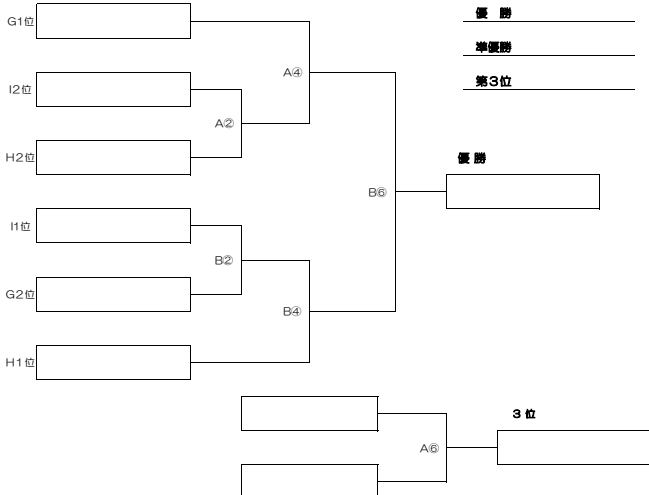 G1位
I2位
H2位
I1位
G2位
H1位
A②
A④
B②
B④
B⑥
優　勝
準優勝
第３位
優 勝
A⑥
３ 位